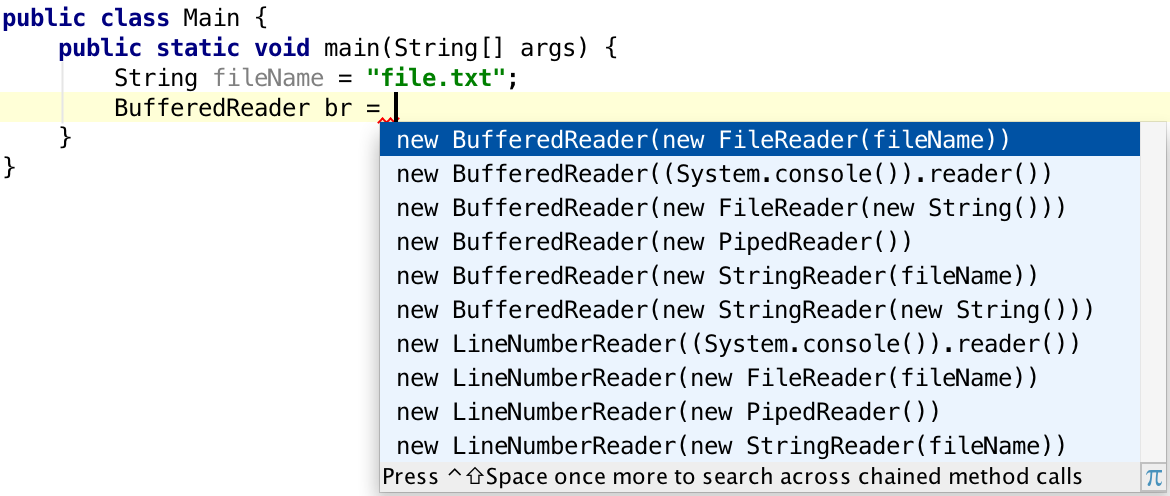 public class Main {
public static void main(String[] args) {
String fileName = "file.txt";
BufferedReader br =
}
}
new BufferedReader(new FileReader(fileName))
new BufferedReader((System.console()).reader())
new BufferedReader(new FileReader(new String()))
new BufferedReader(new PipedReader())
new BufferedReader(new StringReader(fileName))
new BufferedReader(new StringReader(new String()))
new LineNumberReader((System.console()).reader())
new LineNumberReader(new FileReader(fileName))
new LineNumberReader(new PipedReader())
new LineNumberReader(new StringReader(fileName))
Press ^⇧Space once more to search across chained method calls π